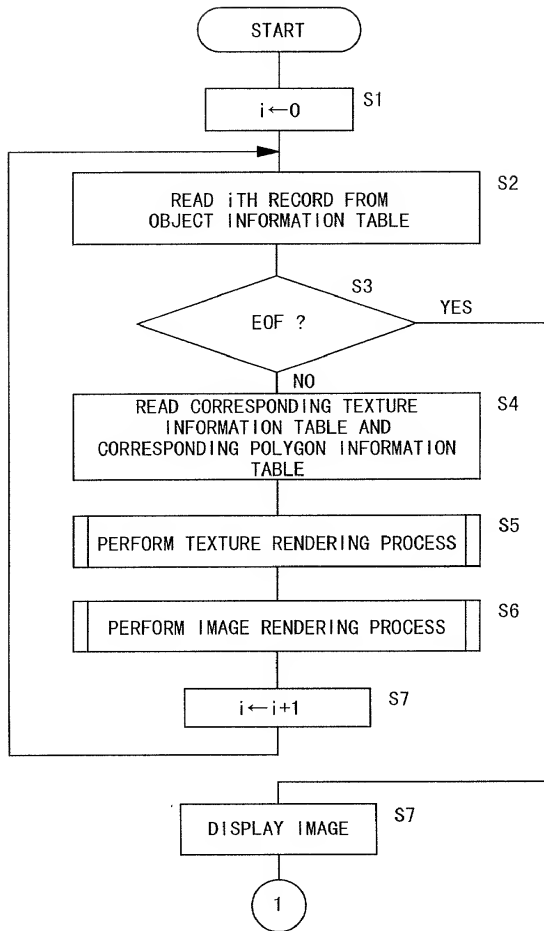 START
i←0
S1
READ iTH RECORD FROM
OBJECT INFORMATION TABLE
S2
S3
EOF ?
YES
NO
READ CORRESPONDING TEXTURE
INFORMATION TABLE AND
CORRESPONDING POLYGON INFORMATION
TABLE
S4
PERFORM TEXTURE RENDERING PROCESS
S5
PERFORM IMAGE RENDERING PROCESS
S6
i←i+1
S7
DISPLAY IMAGE
S7
1